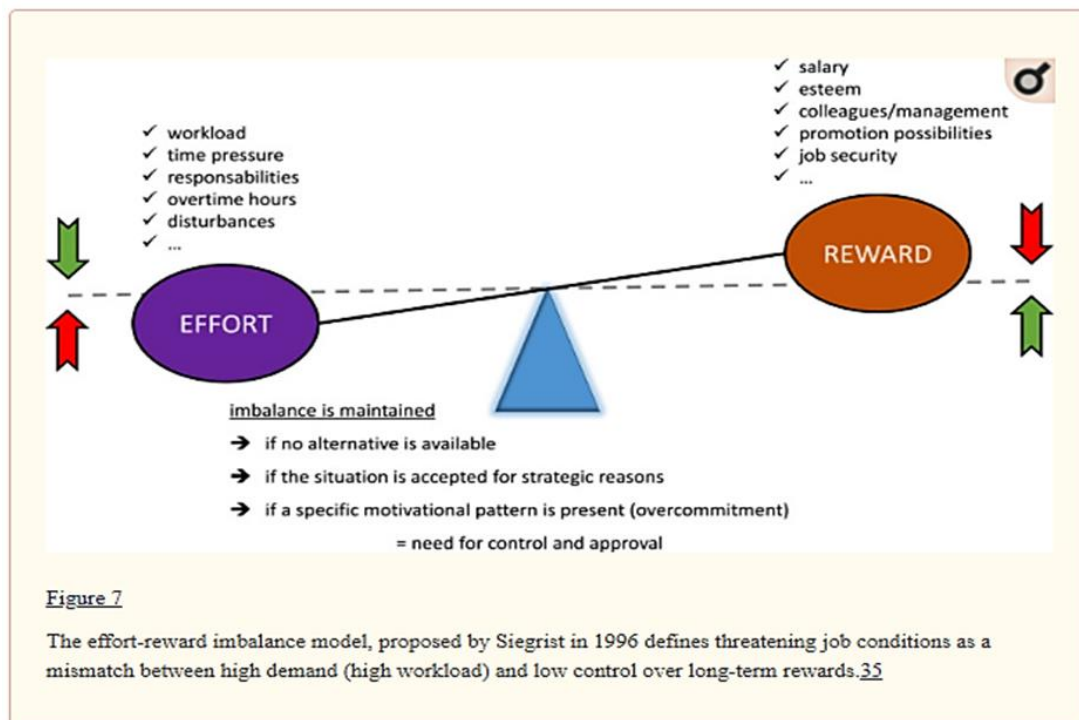 ✓ salary
✓ esteem
✓ colleagues/management
✓ promotion possibilities
✓ job security
✓ ...
✓ workload
✓ time pressure
✓ responsabilities
✓ overtime hours
✓ disturbances
✓ ...
REWARD
EFFORT
imbalance is maintained
➔ if no alternative is available
➔ if the situation is accepted for strategic reasons
➔ if a specific motivational pattern is present (overcommitment)
= need for control and approval
Figure 7
The effort-reward imbalance model, proposed by Siegrist in 1996 defines threatening job conditions as a
mismatch between high demand (high workload) and low control over long-term rewards.35